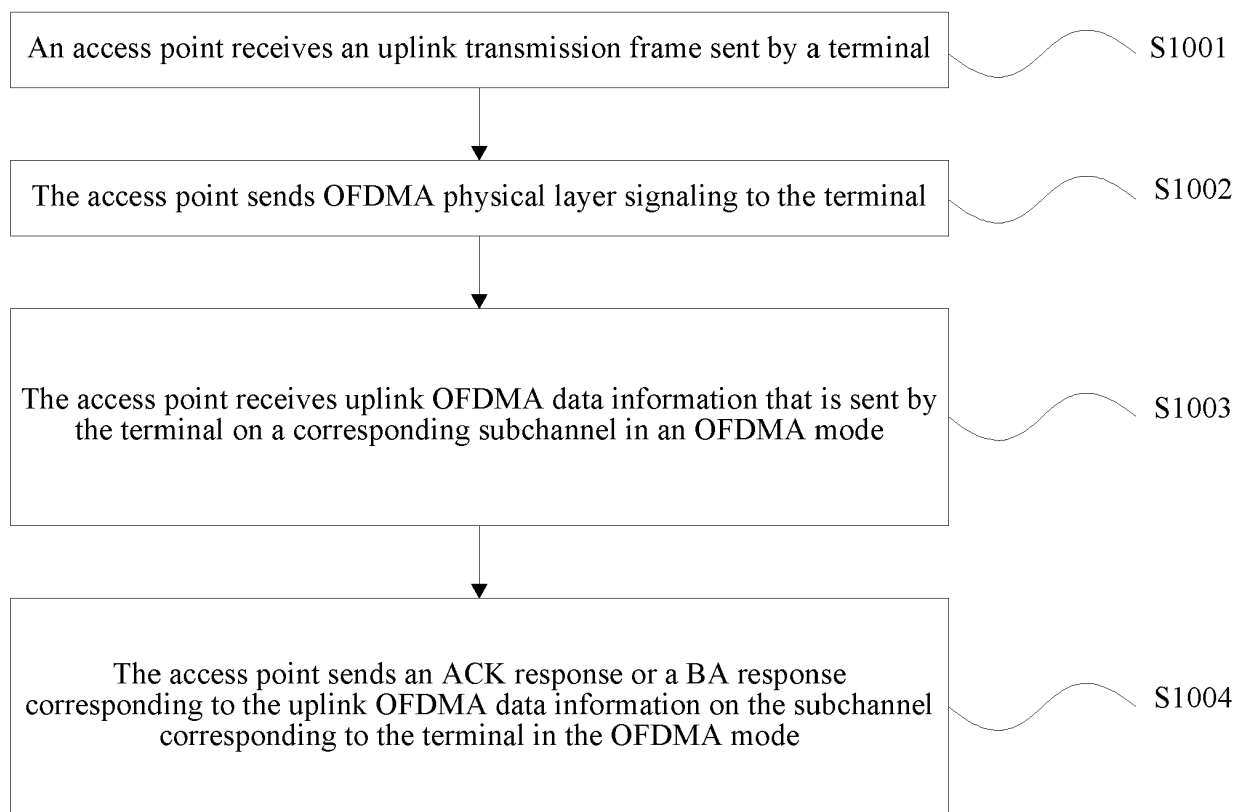 An access point receives an uplink transmission frame sent by a terminal
S1001
The access point sends OFDMA physical layer signaling to the terminal
S1002
The access point receives uplink OFDMA data information that is sent by
the terminal on a corresponding subchannel in an OFDMA mode
S1003
The access point sends an ACK response or a BA response
corresponding to the uplink OFDMA data information on the subchannel
corresponding to the terminal in the OFDMA mode
S1004